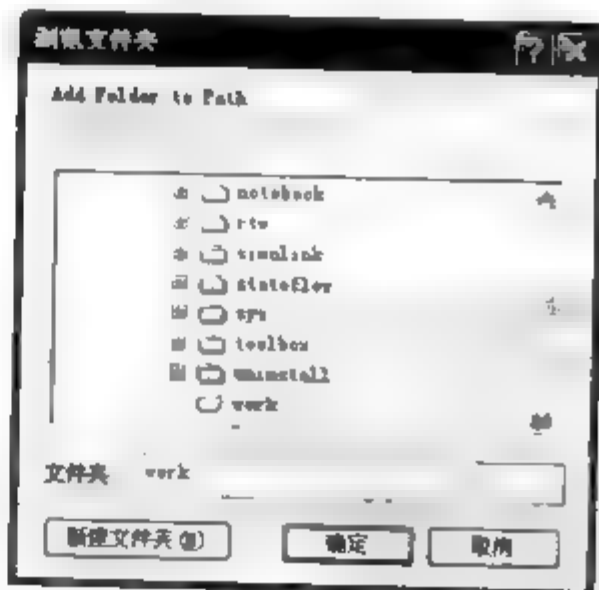 浏览文件夹
Add Folder to Path
notebook
rtw
simulink
stateflow
sys
toolbox
uninstall
work
文件夹 work
新建文件夹(M)
确定
取消